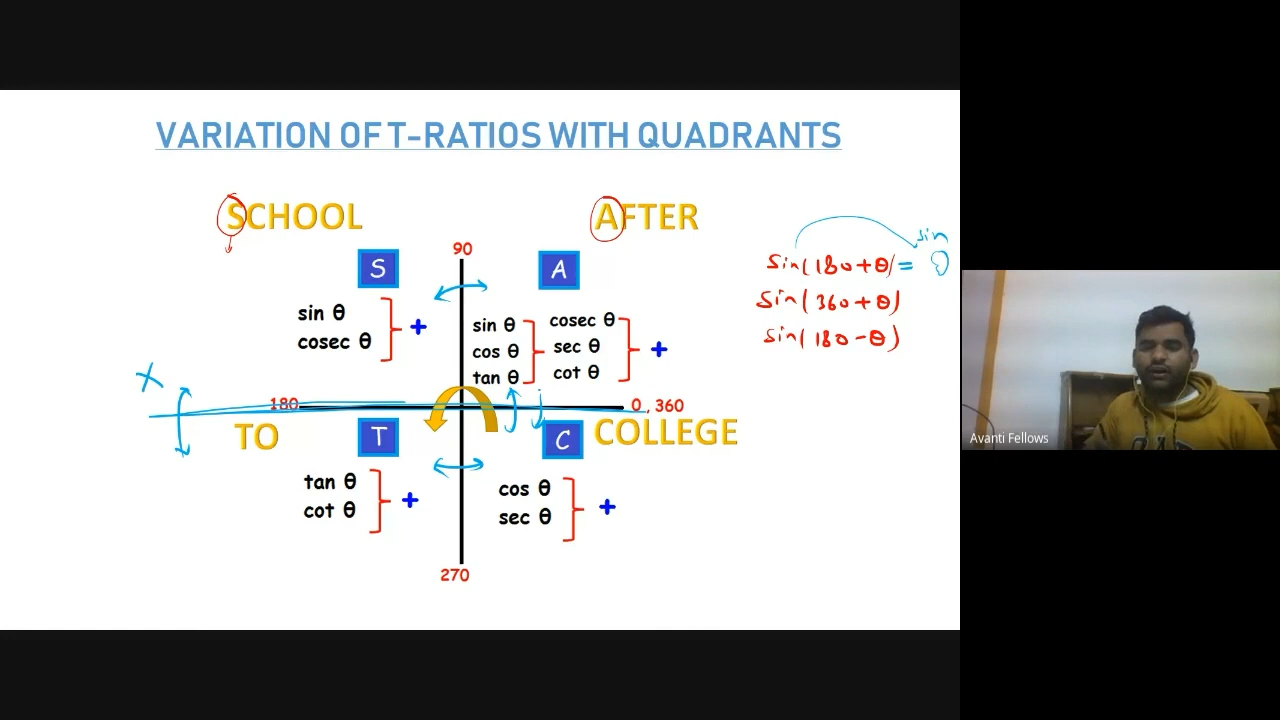 VARIATION OF T-RATIOS WITH QUADRANTS
SCHOOL
AFTER
90
S
A
sin θ
cosec θ
+
sin θ
cos θ
tan θ
cosec θ
sec θ
cot θ
+
sin
sin(180+θ) = θ
sin(360+θ)
sin(180-θ)
X
180
0, 360
TO
T
C
COLLEGE
tan θ
cot θ
+
cos θ
sec θ
+
270
Avanti Fellows